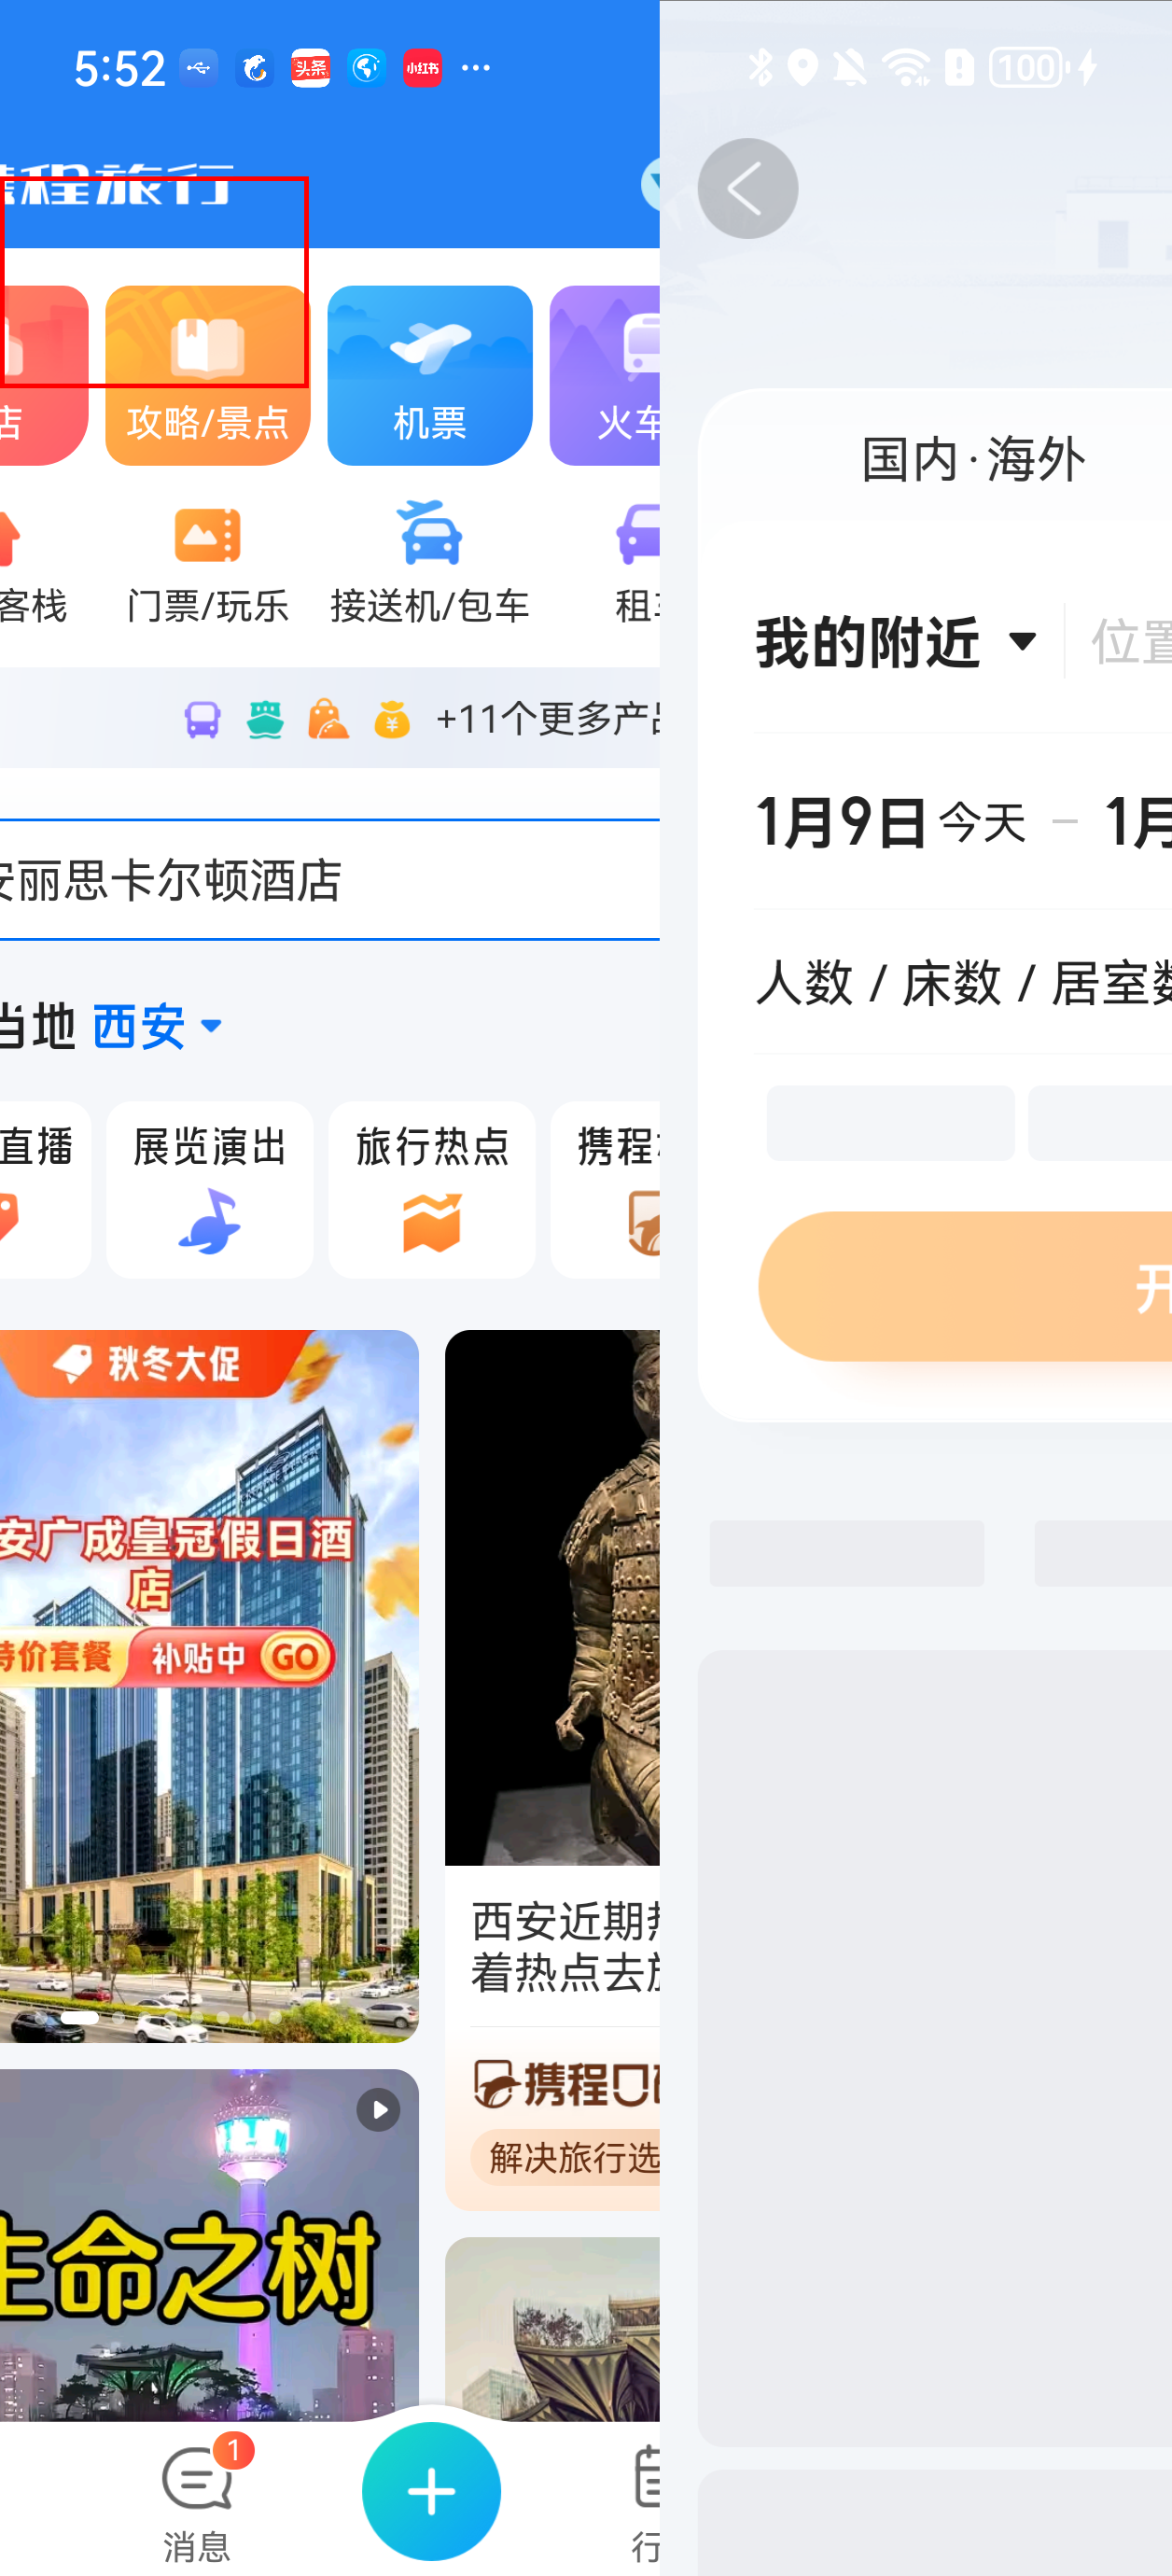 5:52
头条
小红书
100
程旅行
店
攻略/景点
机票
火车
客栈
门票/玩乐
接送机/包车
租车
+11个更多产品
安丽思卡尔顿酒店
当地 西安
直播
展览演出
旅行热点
携程
秋冬大促
安广成皇冠假日酒
店
特价套餐
补贴中 GO
西安近期热
着热点去旅
携程口碑
解决旅行选
生命之树
1
消息
行
国内·海外
我的附近
位置
1月9日 今天 - 1月
人数 / 床数 / 居室数
开